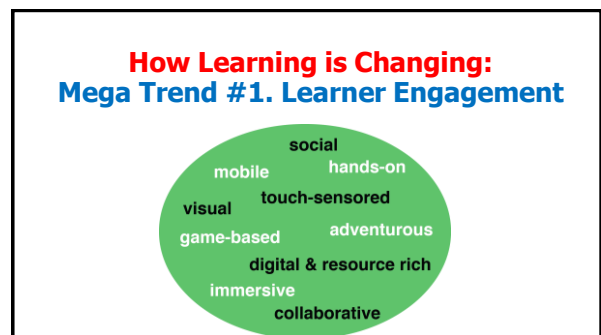 How Learning is Changing:
Mega Trend #1. Learner Engagement
social
mobile hands-on
visual touch-sensored
game-based adventurous
digital & resource rich
immersive
collaborative